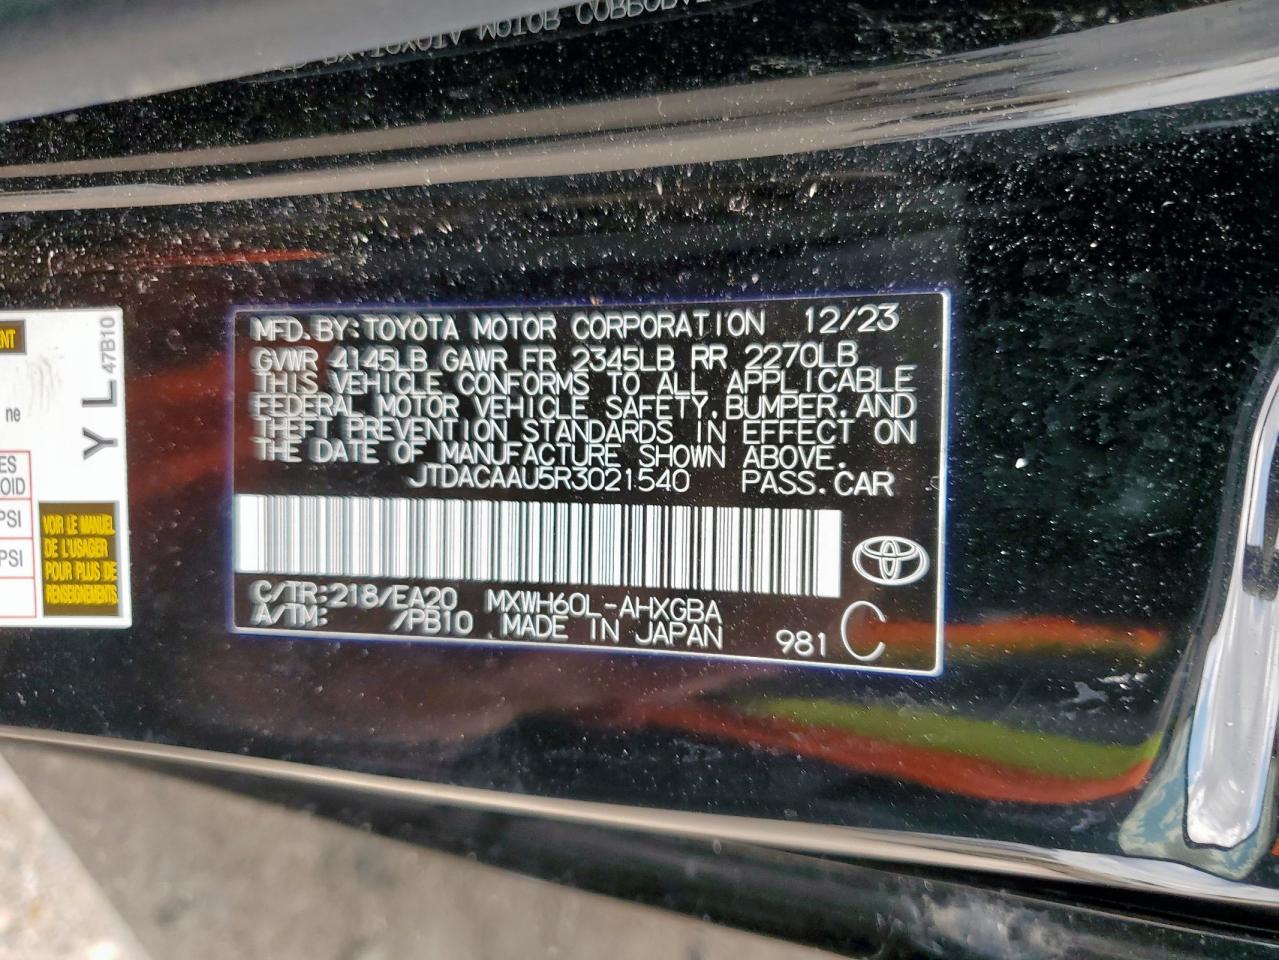 MOTOR
MFD. BY: TOYOTA MOTOR CORPORATION 12/23
GVWR 4145LB GAWR FR 2345LB RR 2270LB
THIS VEHICLE CONFORMS TO ALL APPLICABLE
FEDERAL MOTOR VEHICLE SAFETY, BUMPER, AND
THEFT PREVENTION STANDARDS IN EFFECT ON
THE DATE OF MANUFACTURE SHOWN ABOVE.
JTDACAAU5R3021540 PASS. CAR
C/TR: 218/EA20 MXWH60L-AHXGBA
A/TM: /PB10 MADE IN JAPAN 981 C
47B10
YL
PSI
PSI
VOIR LE MANUEL
DE L'USAGER
POUR PLUS DE
RENSEIGNEMENTS